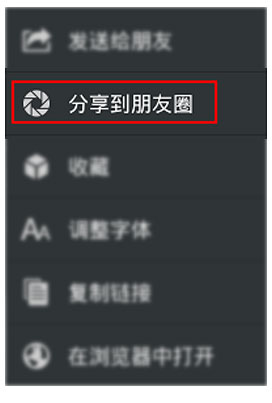 发送给朋友
分享到朋友圈
收藏
调整字体
复制链接
在浏览器中打开